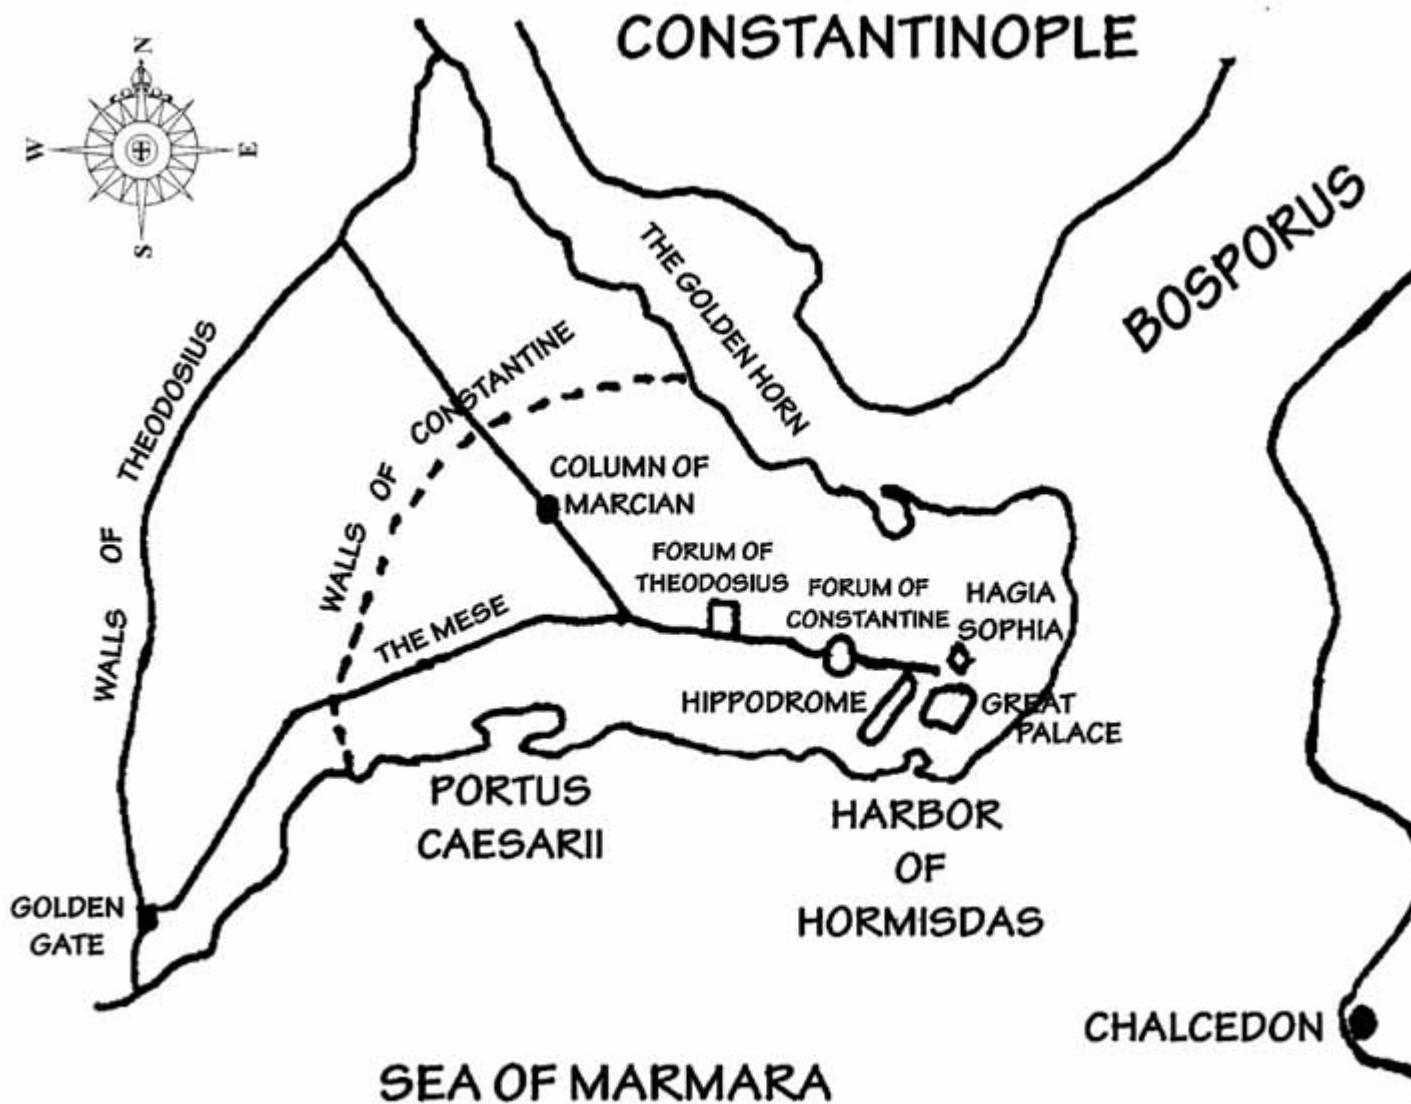 CONSTANTINOPLE
N
W
E
S
BOSPORUS
THE GOLDEN HORN
WALLS OF THEODOSIUS
WALLS OF CONSTANTINE
COLUMN OF
MARCIAN
FORUM OF
THEODOSIUS
FORUM OF
CONSTANTINE
HAGIA
SOPHIA
THE MESE
HIPPODROME
GREAT
PALACE
PORTUS
CAESARII
HARBOR
OF
HORMISDAS
GOLDEN
GATE
CHALCEDON
SEA OF MARMARA